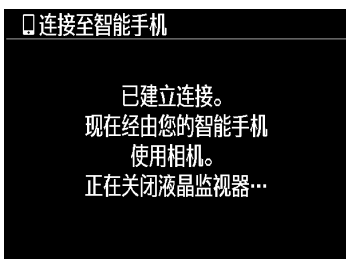 连接至智能手机
已建立连接。
现在经由您的智能手机
使用相机。
正在关闭液晶监视器…